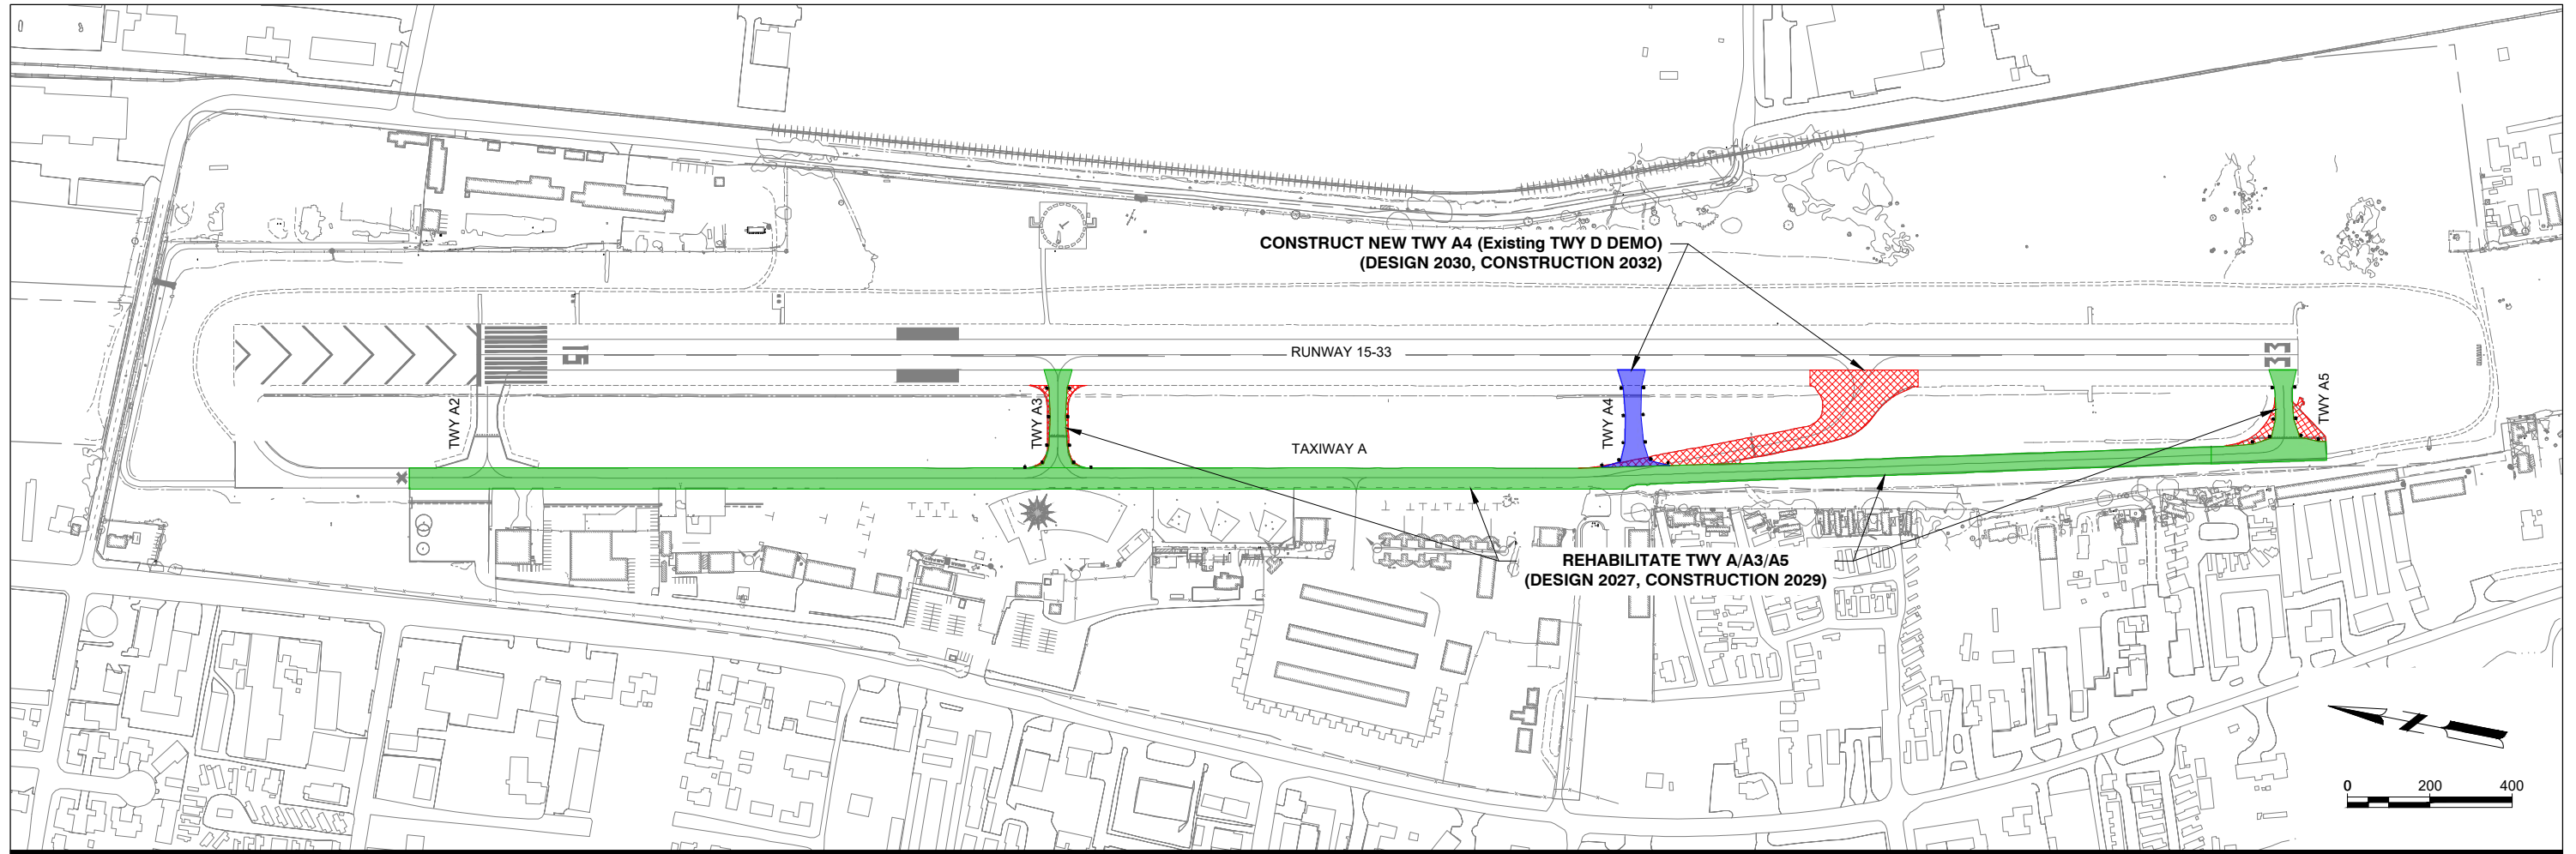 CONSTRUCT NEW TWY A4 (Existing TWY D DEMO)
(DESIGN 2030, CONSTRUCTION 2032)
15
RUNWAY 15-33
33
TWY A2
TWY A3
TWY A4
TWY A5
TAXIWAY A
REHABILITATE TWY A/A3/A5
(DESIGN 2027, CONSTRUCTION 2029)
Z
0 200 400